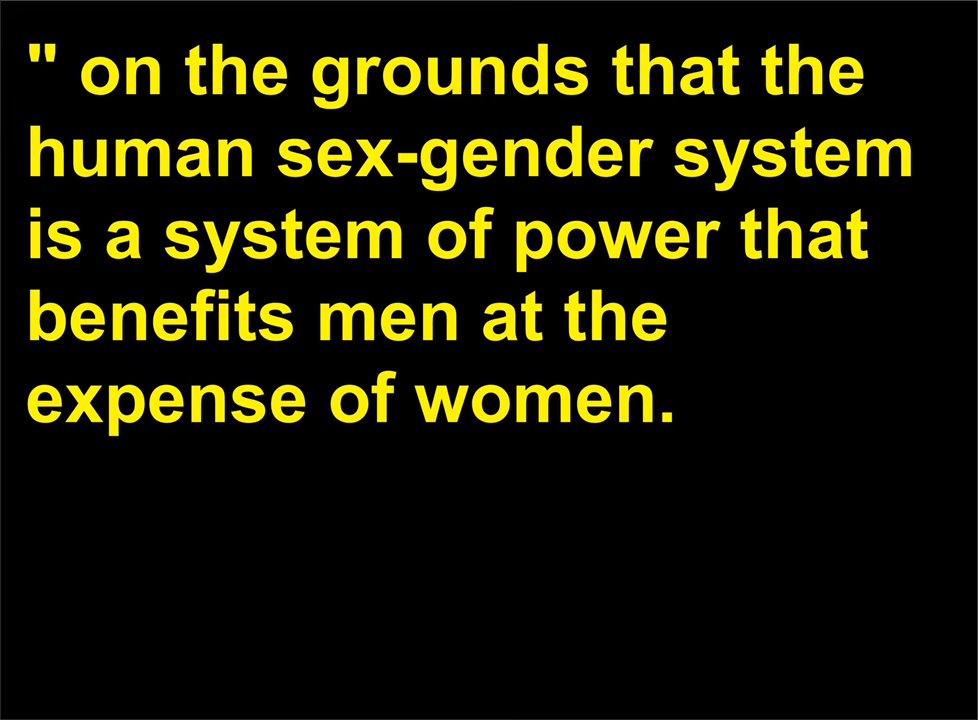 " on the grounds that the
human sex-gender system
is a system of power that
benefits men at the
expense of women.